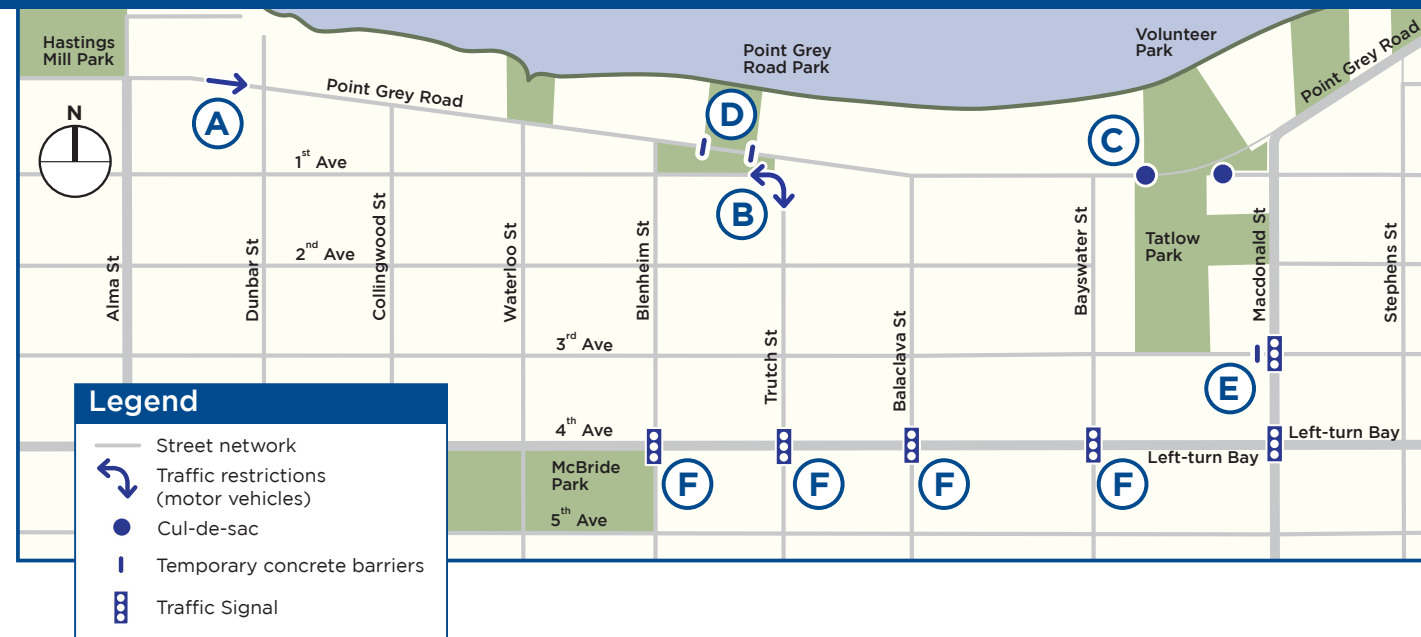 Hastings
Mill Park
Point Grey
Road Park
Volunteer
Park
Point Grey Road
Point Grey Road
N
A
D
C
B
1st Ave
2nd Ave
Tatlow
Park
Alma St
Dunbar St
Collingwood St
Waterloo St
Blenheim St
Trutch St
Balaclava St
Bayswater St
Macdonald St
Stephens St
3rd Ave
E
4th Ave
Left-turn Bay
Left-turn Bay
McBride
Park
F
F
F
F
5th Ave
Legend
Street network
Traffic restrictions
(motor vehicles)
Cul-de-sac
Temporary concrete barriers
Traffic Signal